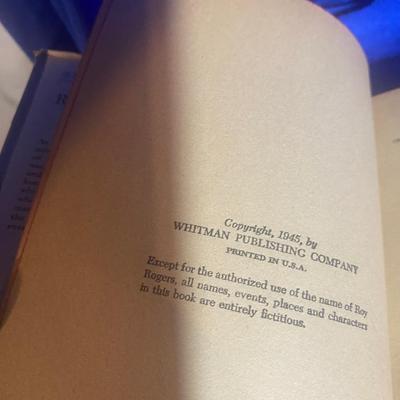 Copyright, 1945, by
WHITMAN PUBLISHING COMPANY
PRINTED IN U.S.A.
Except for the authorized use of the name of Roy
Rogers, all names, events, places and characters
in this book are entirely fictitious.